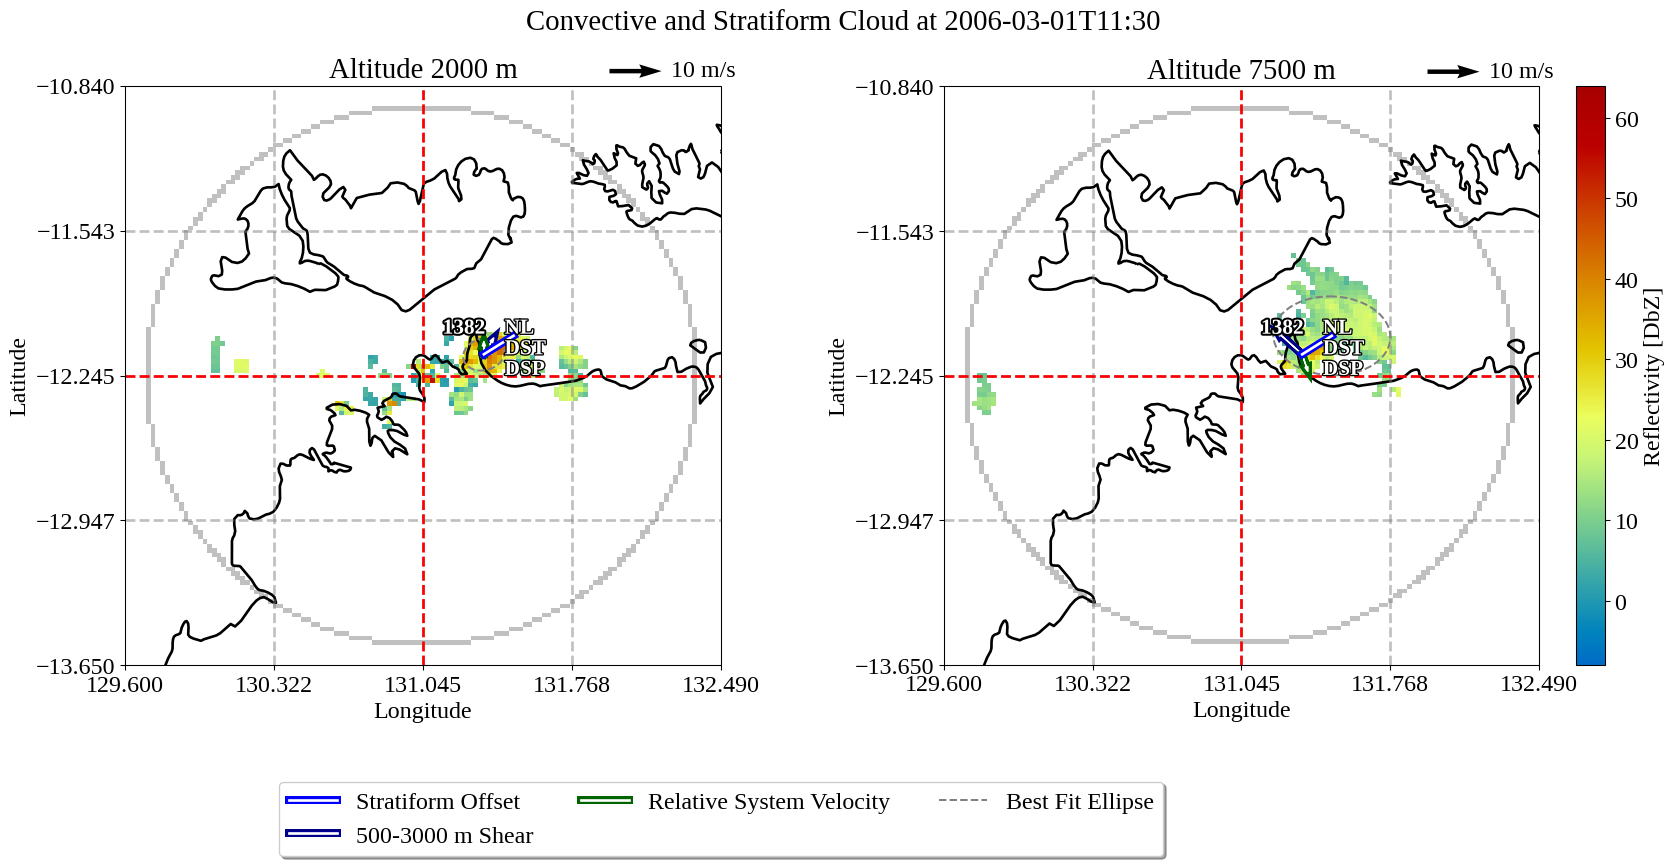 Convective and Stratiform Cloud at 2006-03-01T11:30
Altitude 2000 m
10 m/s
−10.840
−11.543
−12.245
−12.947
−13.650
Latitude
1382
NL
DST
DSP
129.600
130.322
131.045
131.768
132.490
Longitude
Altitude 7500 m
10 m/s
−10.840
−11.543
−12.245
−12.947
−13.650
Latitude
1382
NL
DST
DSP
129.600
130.322
131.045
131.768
132.490
Longitude
60
50
40
30
20
10
0
Reflectivity [DbZ]
Stratiform Offset
500-3000 m Shear
Relative System Velocity
Best Fit Ellipse